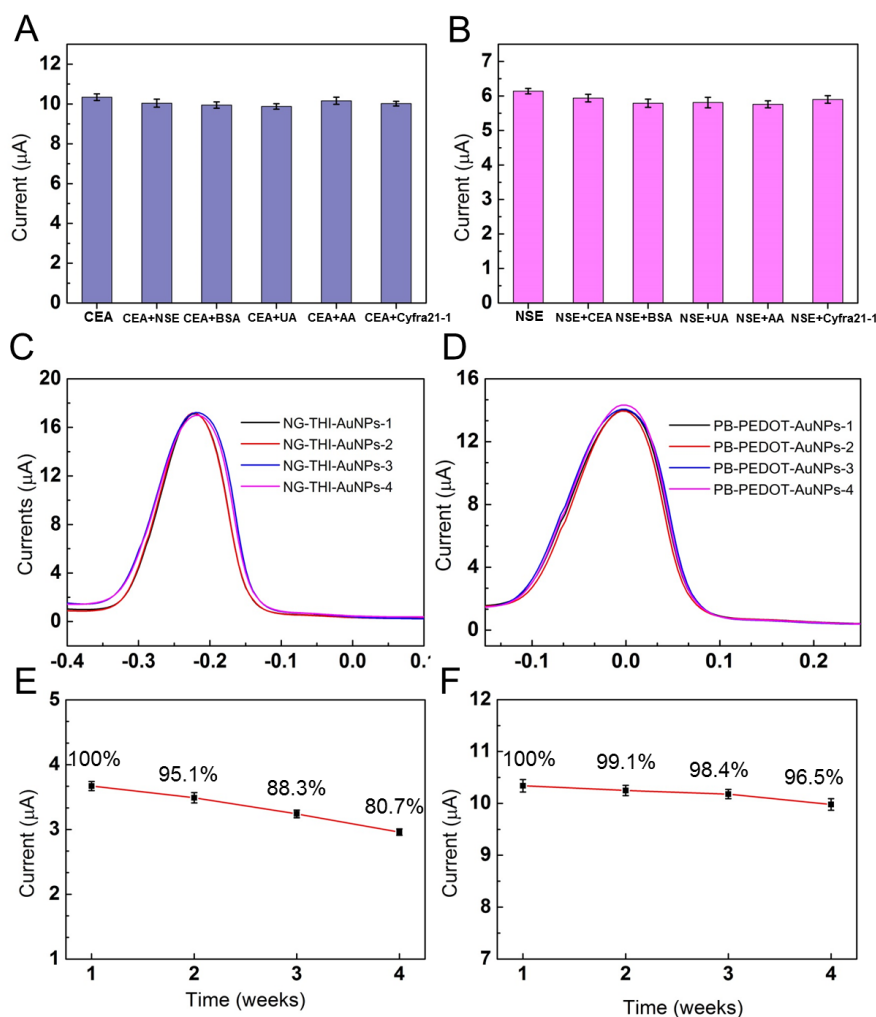 A
12
10
8
6
4
2
0
Current (μA)
CEA
CEA+NSE
CEA+BSA
CEA+UA
CEA+AA
CEA+Cyfra21-1
B
7
6
5
4
3
2
1
0
Current (μA)
NSE
NSE+CEA
NSE+BSA
NSE+UA
NSE+AA
NSE+Cyfra21-1
C
20
16
12
8
4
0
Currents (μA)
NG-THI-AuNPs-1
NG-THI-AuNPs-2
NG-THI-AuNPs-3
NG-THI-AuNPs-4
-0.4
-0.3
-0.2
-0.1
0.0
D
16
12
8
4
0
Current (μA)
PB-PEDOT-AuNPs-1
PB-PEDOT-AuNPs-2
PB-PEDOT-AuNPs-3
PB-PEDOT-AuNPs-4
-0.1
0.0
0.1
0.2
E
5
4
3
2
1
Current (μA)
100%
95.1%
88.3%
80.7%
1
2
3
4
Time (weeks)
F
12
11
10
9
8
7
Current (μA)
100%
99.1%
98.4%
96.5%
1
2
3
4
Time (weeks)